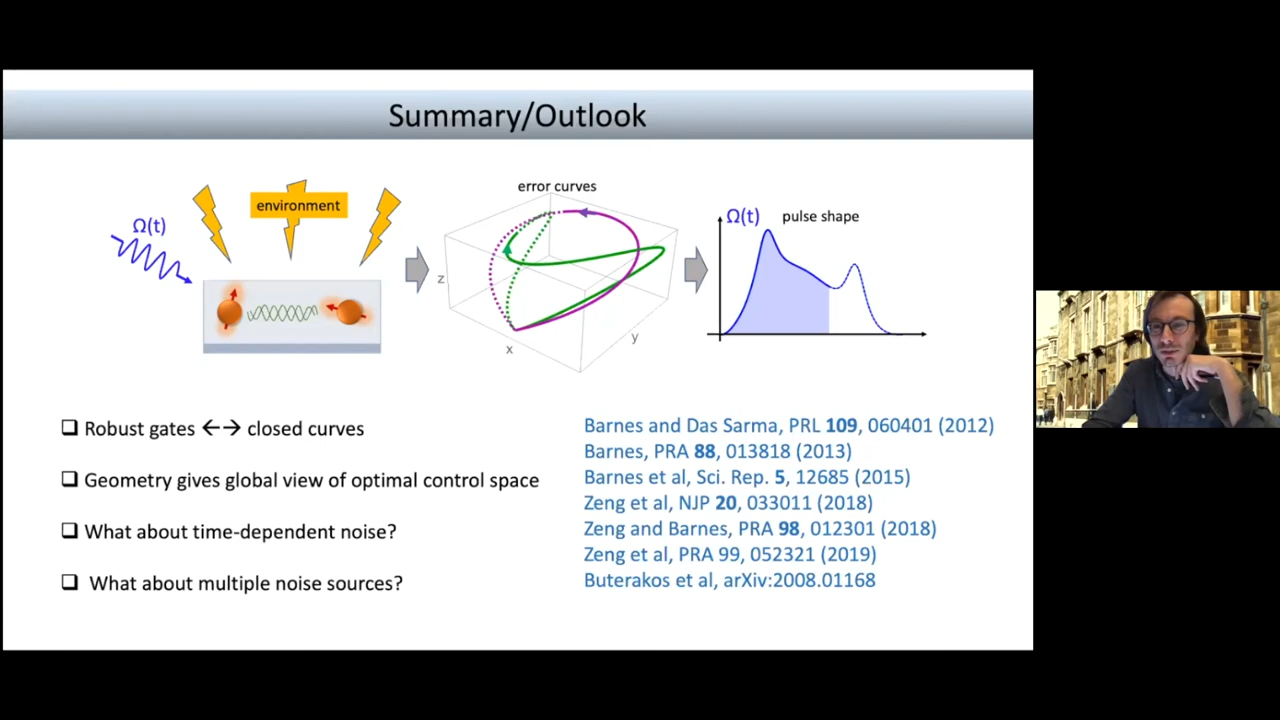 Summary/Outlook
Ω(t)
environment
error curves
z
x
y
Ω(t) pulse shape
Robust gates ←→ closed curves
Geometry gives global view of optimal control space
What about time-dependent noise?
What about multiple noise sources?
Barnes and Das Sarma, PRL 109, 060401 (2012)
Barnes, PRA 88, 013818 (2013)
Barnes et al, Sci. Rep. 5, 12685 (2015)
Zeng et al, NJP 20, 033011 (2018)
Zeng and Barnes, PRA 98, 012301 (2018)
Zeng et al, PRA 99, 052321 (2019)
Buterakos et al, arXiv:2008.01168